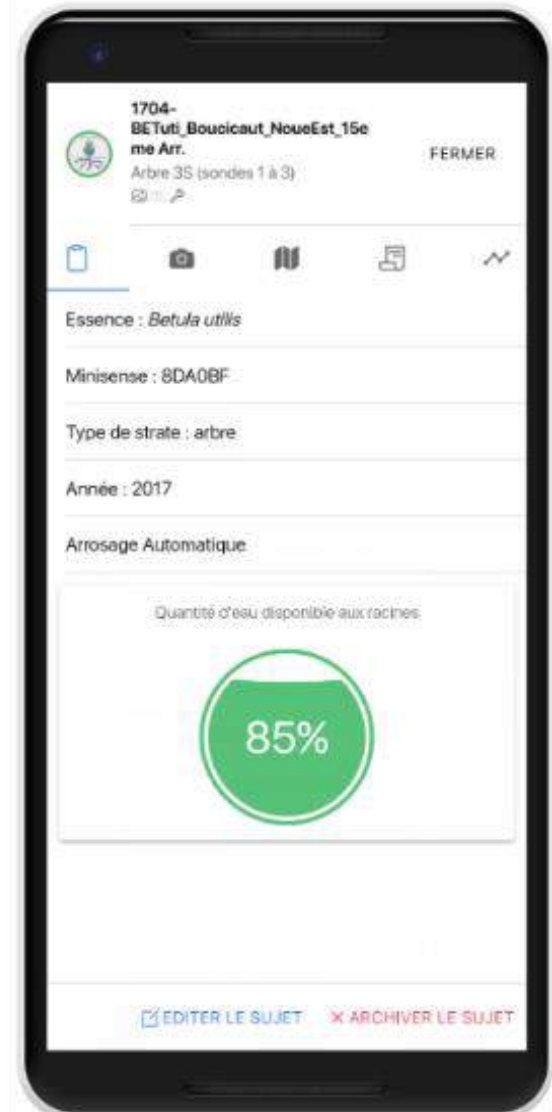 1704-
BETuti_Boucicaut_NoueEst_15e
me Arr.
FERMER
Arbre 3S (sondes 1 à 3)
Essence : Betula utilis
Minisense : 8DA0BF
Type de strate : arbre
Année : 2017
Arrosage Automatique
Quantité d'eau disponible aux racines
85%
EDITER LE SUJET
ARCHIVER LE SUJET